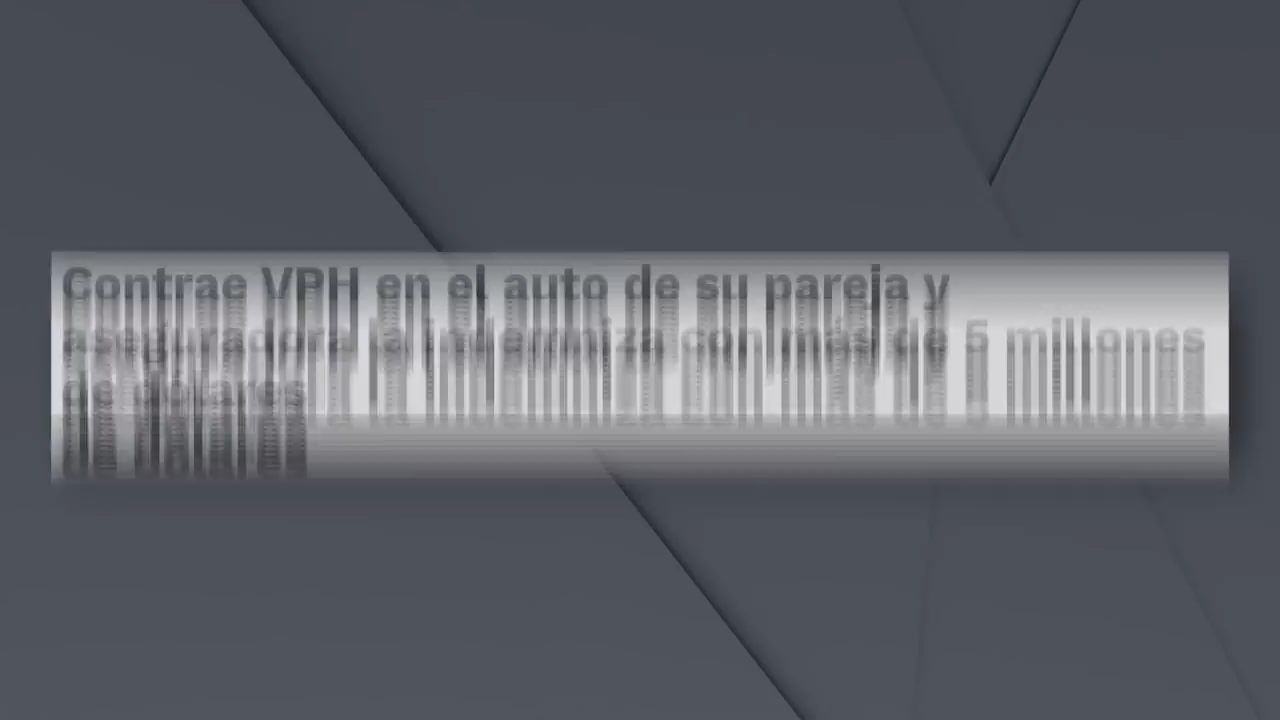 Contrae VPH en el auto de su pareja y
aseguradora la indemniza con más de 5 millones
de dólares